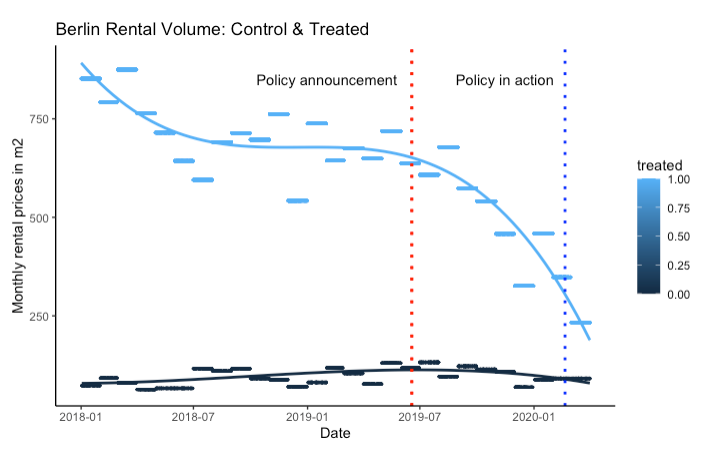 Berlin Rental Volume: Control & Treated
Policy announcement
Policy in action
Monthly rental prices in m2
750
500
250
2018-01
2018-07
2019-01
2019-07
2020-01
Date
treated
1.00
0.75
0.50
0.25
0.00